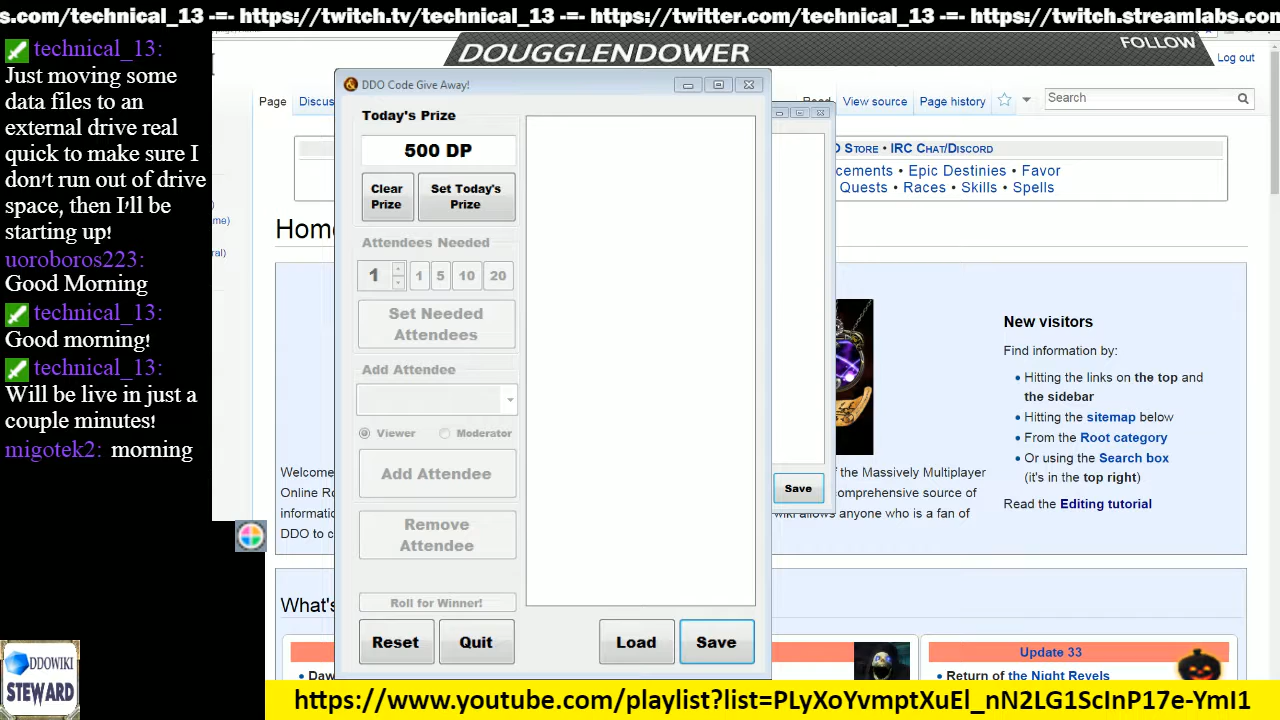 s.com/technical_13 -=- https://twitch.tv/technical_13 -=- https://twitter.com/technical_13 -=- https://twitch.streamlabs.con
technical_13:
Just moving some
data files to an
external drive real
quick to make sure I
don't run out of drive
space, then I'll be
starting up!
uoroboros223:
Good Morning
technical_13:
Good morning!
technical_13:
Will be live in just a
couple minutes!
migotek2: morning
DDOWIKI
STEWARD
DOUGGLENDOWER
FOLLOW
Log out
Page
Discus
Read
View source
Page history
Search
DDO Code Give Away!
Today's Prize
500 DP
Clear
Prize
Set Today's
Prize
Attendees Needed
1
1
5
10
20
Set Needed
Attendees
Add Attendee
Viewer
Moderator
Add Attendee
Remove
Attendee
Roll for Winner!
Reset
Quit
Load
Save
Save
me)
ral)
O Store • IRC Chat/Discord
cements • Epic Destinies • Favor
Quests • Races • Skills • Spells
Hom
Welcome
Online Ro
informatio
DDO to c
f the Massively Multiplayer
comprehensive source of
wiki allows anyone who is a fan of
New visitors
Find information by:
Hitting the links on the top and
the sidebar
Hitting the sitemap below
From the Root category
Or using the Search box
(it's in the top right)
Read the Editing tutorial
What's
Daw
Update 33
Return of the Night Revels
https://www.youtube.com/playlist?list=PLyXoYvmptXuEl_nN2LG1ScInP17e-YmI1